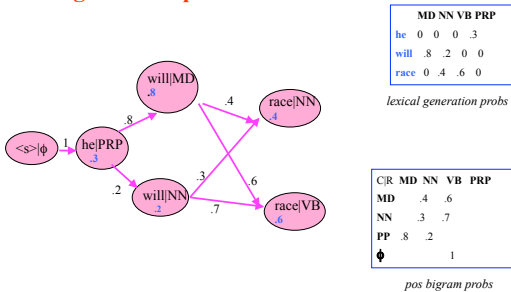 MD NN VB PRP
he 0 0 0 .3
will .8 .2 0 0
race 0 .4 .6 0
lexical generation probs
will|MD
.8
.4
race|NN
.4
.8
<s>|ϕ
1
he|PRP
.3
.3
.6
.2
will|NN
.2
.7
race|VB
.6
C|R MD NN VB PRP
MD .4 .6
NN .3 .7
PP .8 .2
ϕ 1
pos bigram probs